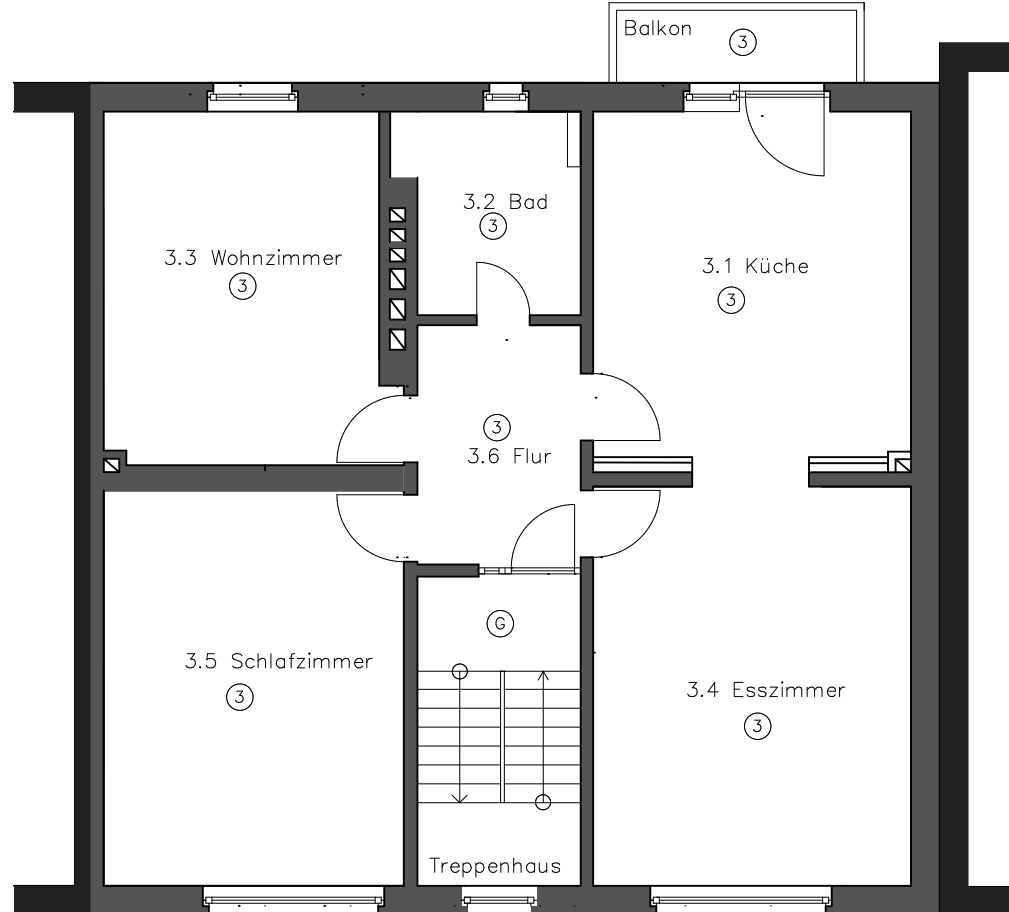 Balkon
3
3.2 Bad
3
3.3 Wohnzimmer
3
3.1 Küche
3
3
3.6 Flur
G
3.5 Schlafzimmer
3
3.4 Esszimmer
3
Treppenhaus